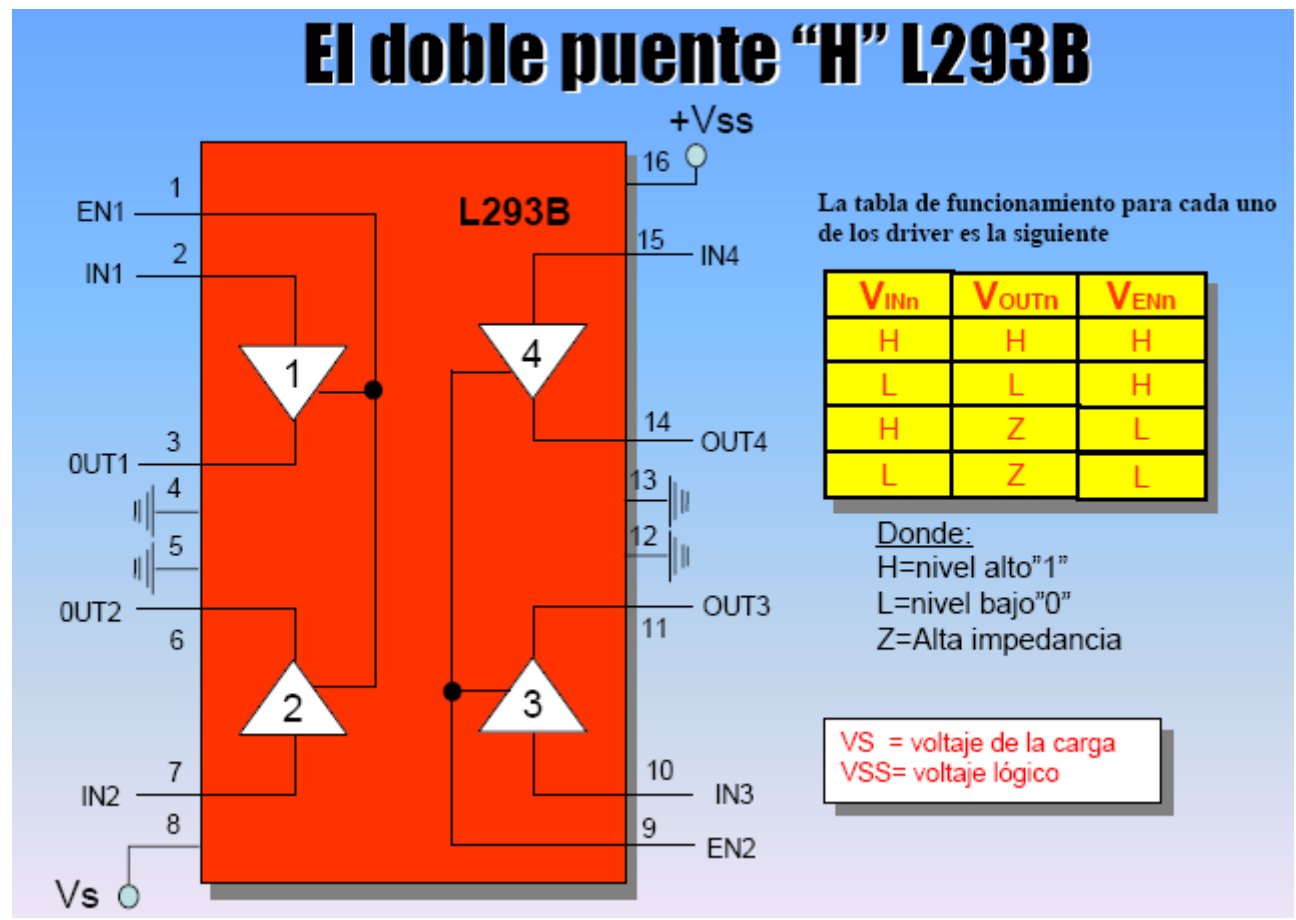 El doble puente “H” L293B
+Vss
L293B
1
EN1
2
IN1
1
3
0UT1
4
5
0UT2
6
2
7
IN2
8
Vs
16
15
IN4
4
14
OUT4
13
12
OUT3
11
3
10
IN3
9
EN2
La tabla de funcionamiento para cada uno
de los driver es la siguiente
VINn VOUTn VENn
H H H
L L H
H Z L
L Z L
Donde:
H=nivel alto”1”
L=nivel bajo”0”
Z=Alta impedancia
VS = voltaje de la carga
VSS= voltaje lógico